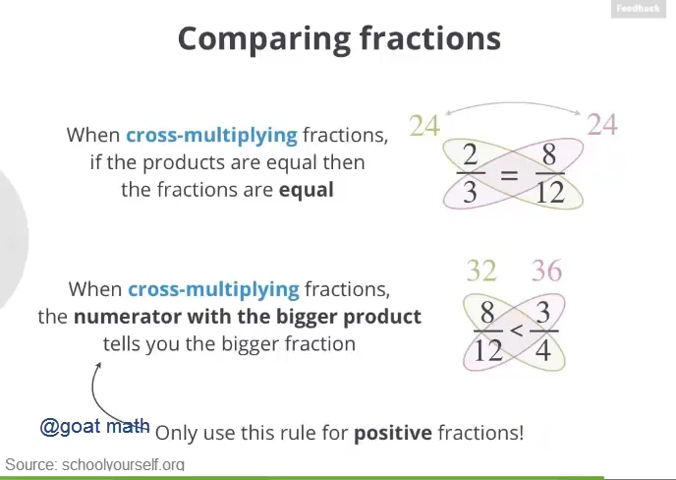 Feedback
Comparing fractions
When cross-multiplying fractions,
if the products are equal then
the fractions are equal
24 24
2/3 = 8/12
When cross-multiplying fractions,
the numerator with the bigger product
tells you the bigger fraction
32 36
8/12 < 3/4
@goat math
Only use this rule for positive fractions!
Source: schoolyourself.org